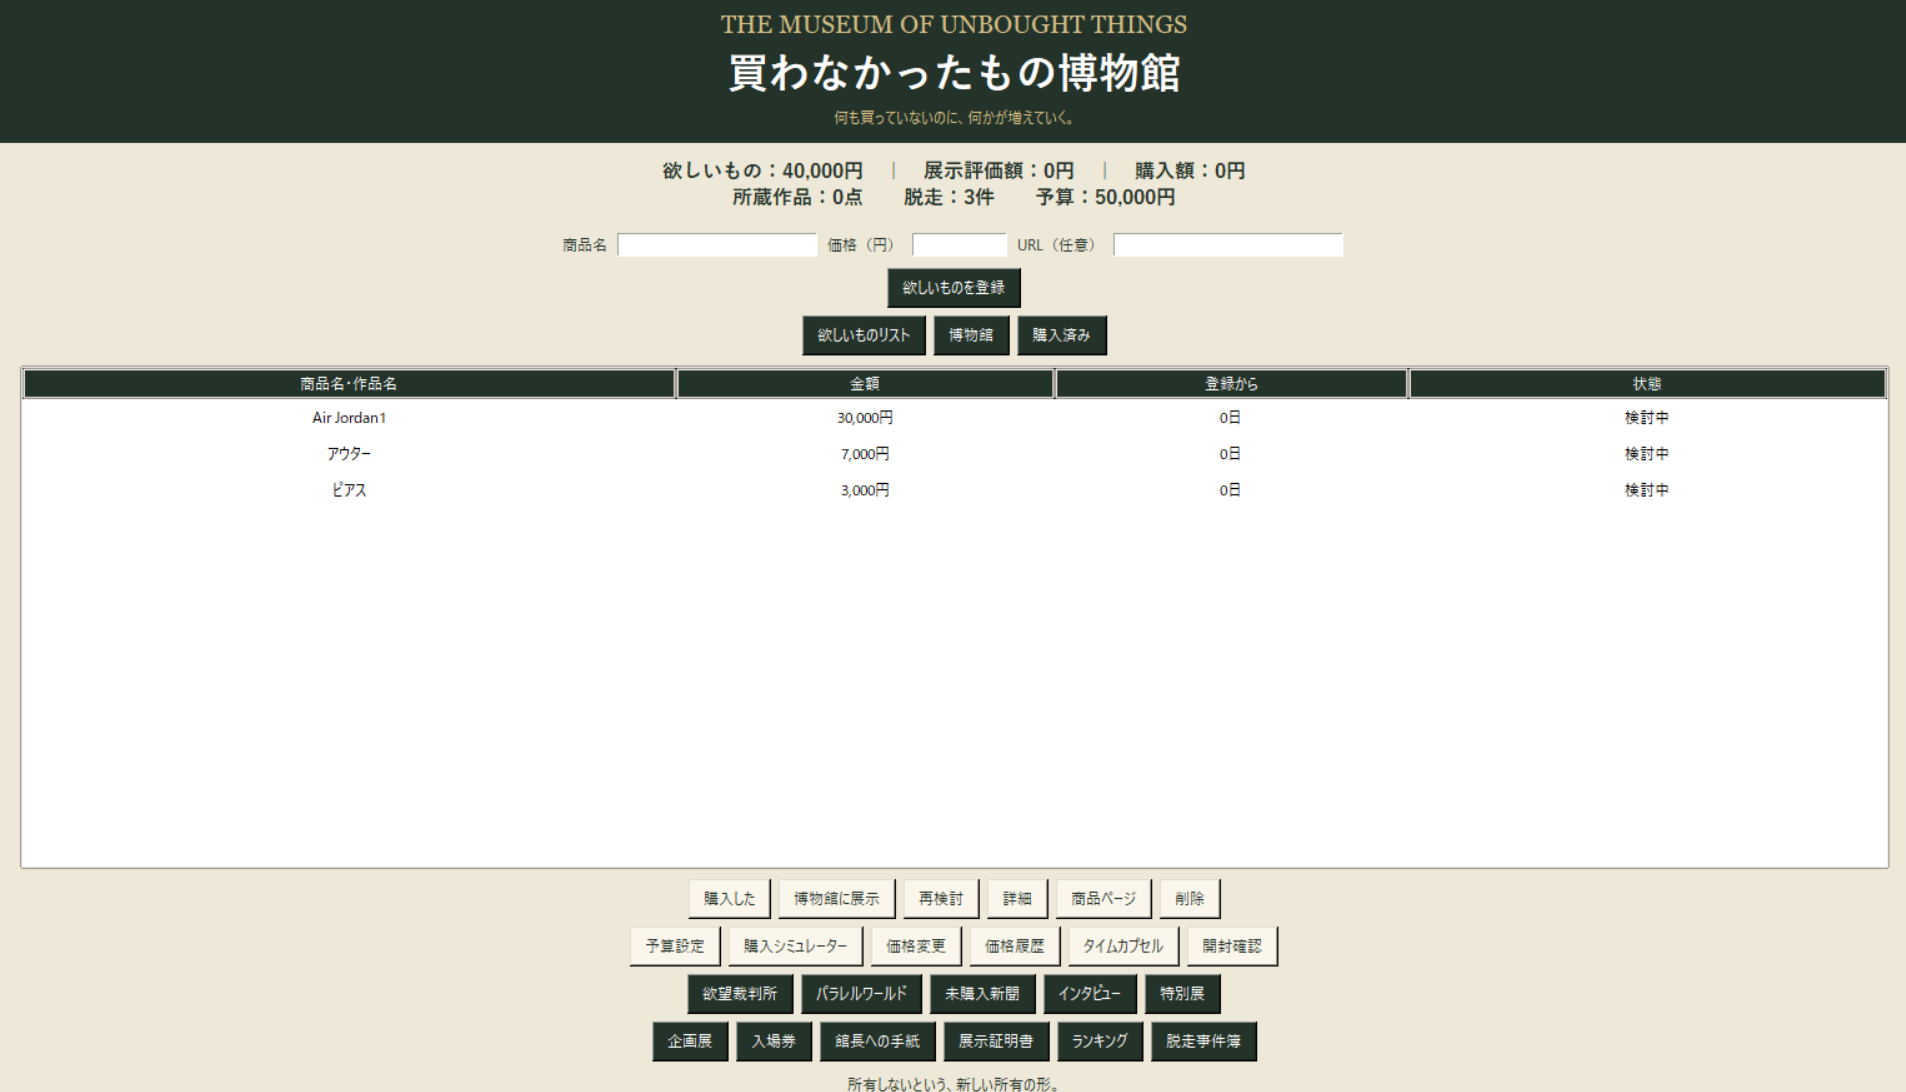 THE MUSEUM OF UNBOUGHT THINGS
買わなかったもの博物館
何も買っていないのに、何かが増えていく。
欲しいもの：40,000円 ｜ 展示評価額：0円 ｜ 購入額：0円
所蔵作品：0点 脱走：3件 予算：50,000円
商品名 価格（円） URL（任意）
欲しいものを登録
欲しいものリスト 博物館 購入済み
商品名・作品名 金額 登録から 状態
Air Jordan1 30,000円 0日 検討中
アウター 7,000円 0日 検討中
ピアス 3,000円 0日 検討中
購入した 博物館に展示 再検討 詳細 商品ページ 削除
予算設定 購入シミュレーター 価格変更 価格履歴 タイムカプセル 開封確認
欲望裁判所 パラレルワールド 未購入新聞 インタビュー 特別展
企画展 入場券 館長への手紙 展示証明書 ランキング 脱走事件簿
所有しないという、新しい所有の形。